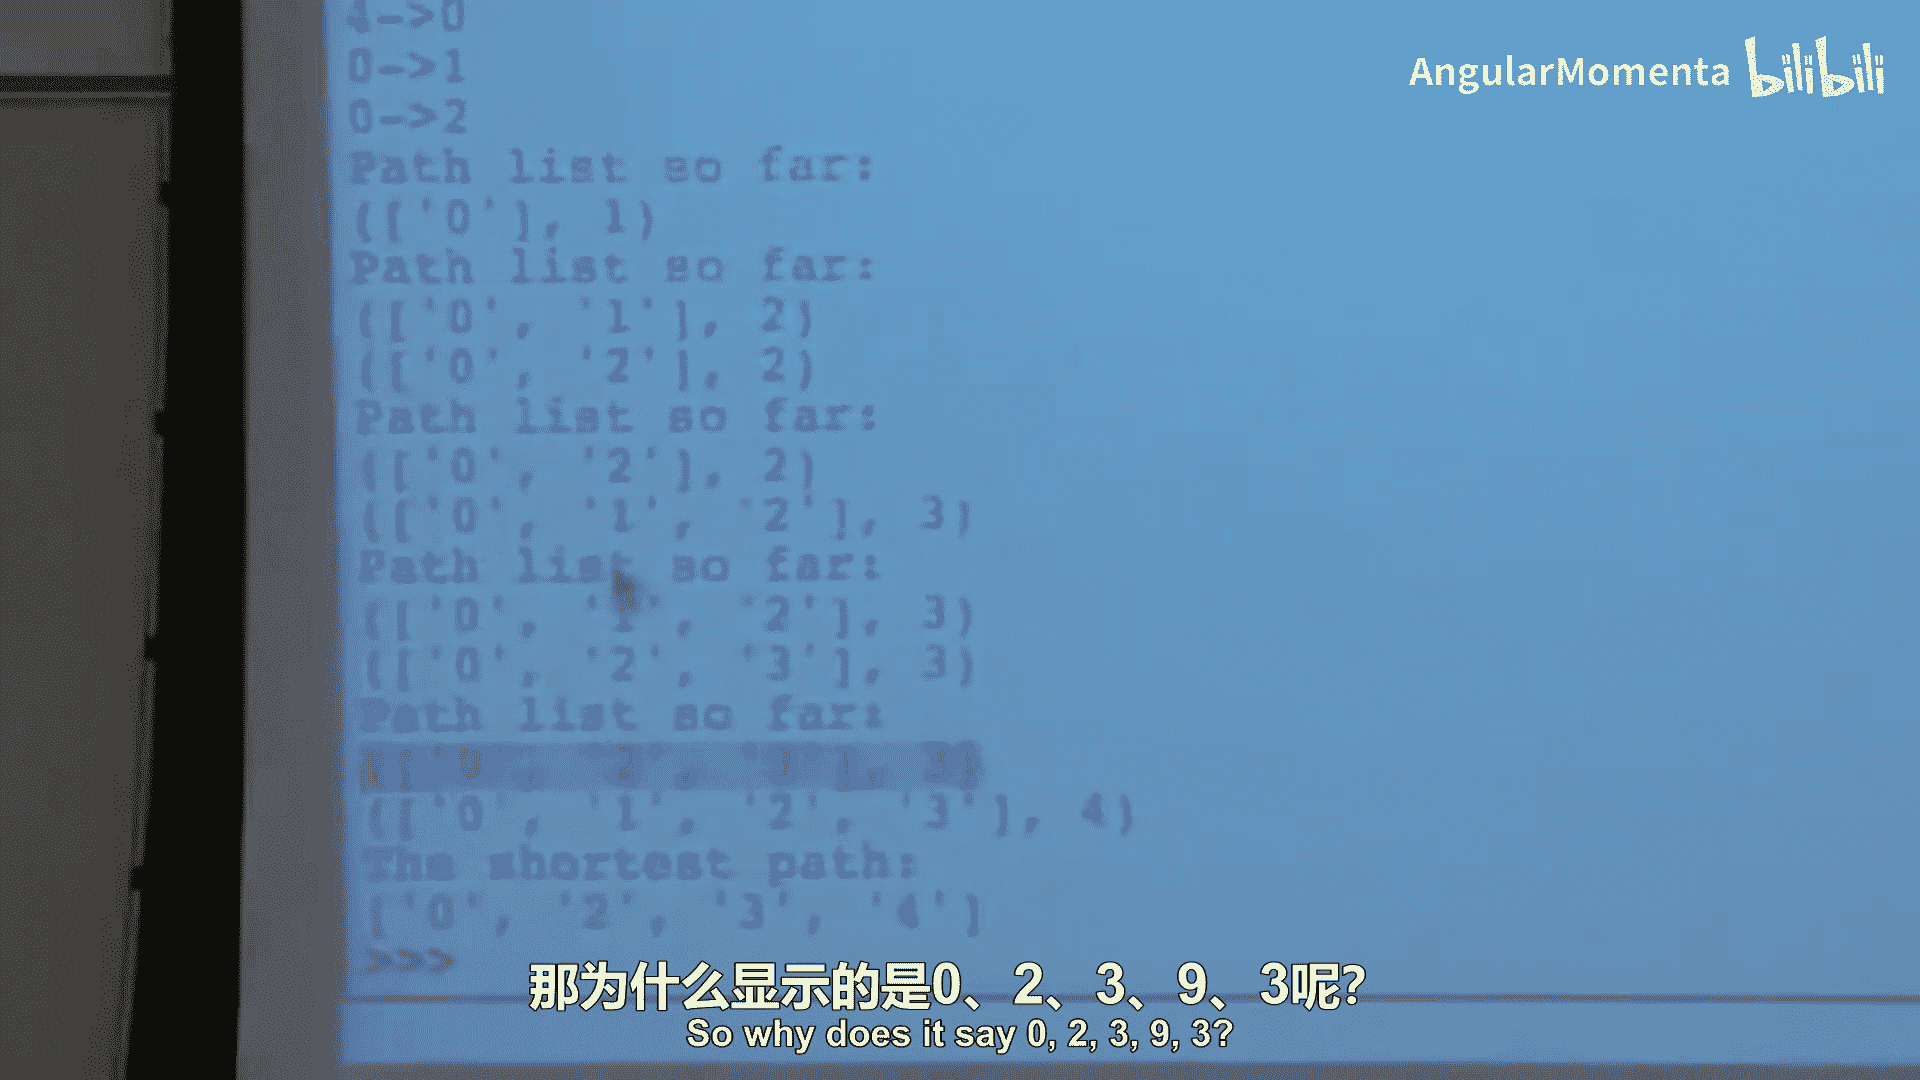 4->0
0->1
0->2
Path list so far:
(['0'], 1)
Path list so far:
(['0', '1'], 2)
(['0', '2'], 2)
Path list so far:
(['0', '2'], 2)
(['0', '1', '2'], 3)
Path list so far:
(['0', '1', '2'], 3)
(['0', '2', '3'], 3)
Path list so far:
(['0', '2', '3'], 3)
(['0', '1', '2', '3'], 4)
The shortest path:
['0', '2', '3', '4']
>>>
AngularMomenta bilibili
那为什么显示的是0、2、3、9、3呢?
So why does it say 0, 2, 3, 9, 3?